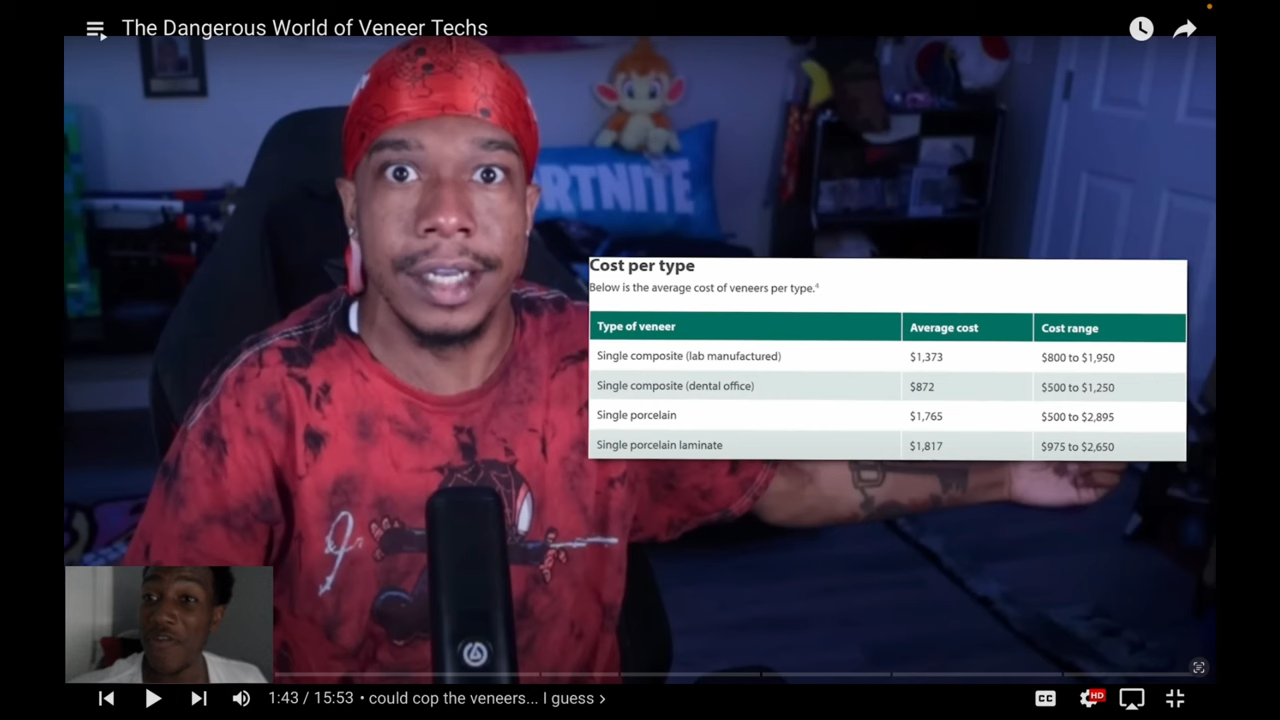 The Dangerous World of Veneer Techs
RTNITE
Cost per type
Below is the average cost of veneers per type.4
Type of veneer Average cost Cost range
Single composite (lab manufactured) $1,373 $800 to $1,950
Single composite (dental office) $872 $500 to $1,250
Single porcelain $1,765 $500 to $2,895
Single porcelain laminate $1,817 $975 to $2,650
1:43 / 15:53 • could cop the veneers... I guess >
CC
HD